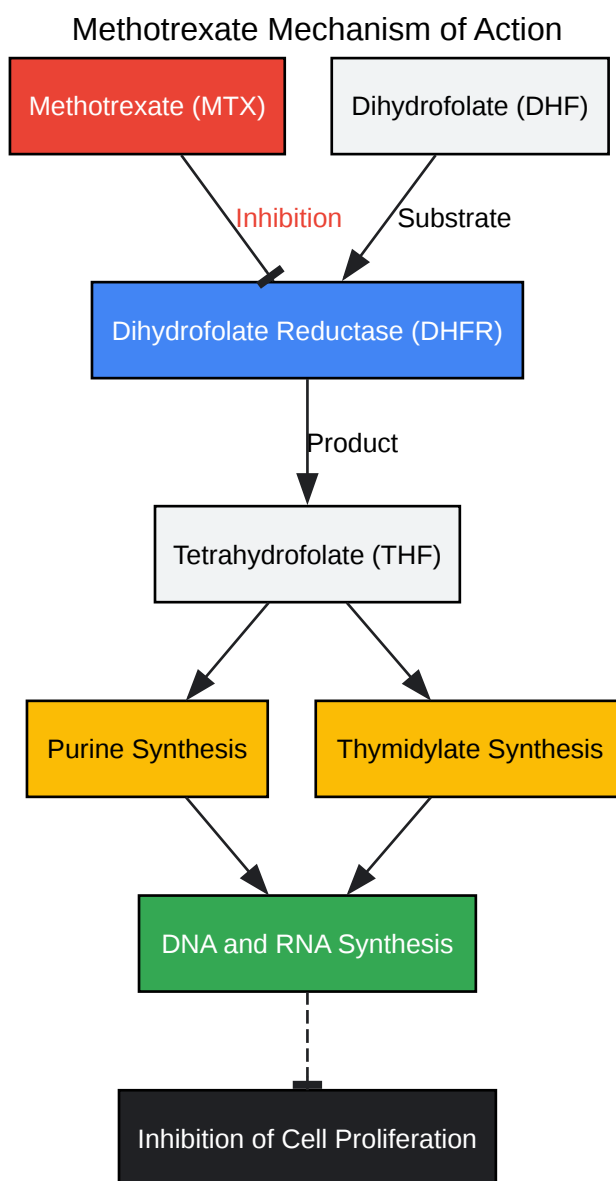 Methotrexate Mechanism of Action
Methotrexate (MTX)
Dihydrofolate (DHF)
Inhibition
Substrate
Dihydrofolate Reductase (DHFR)
Product
Tetrahydrofolate (THF)
Purine Synthesis
Thymidylate Synthesis
DNA and RNA Synthesis
Inhibition of Cell Proliferation